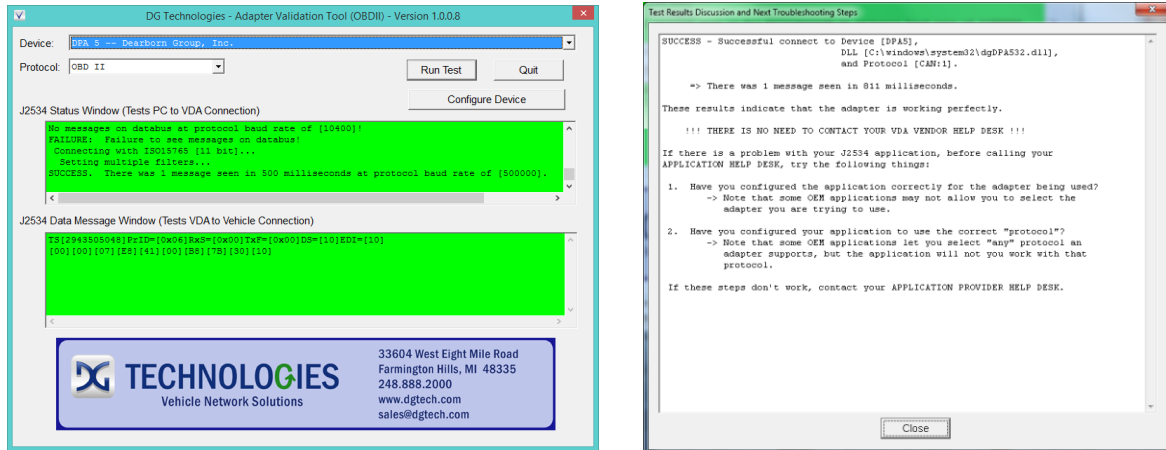 DG Technologies - Adapter Validation Tool (OBDII) - Version 1.0.0.8
Device: DPA 5 -- Dearborn Group, Inc.
Protocol: OBD II
Run Test Quit
Configure Device
J2534 Status Window (Tests PC to VDA Connection)
No messages on databus at protocol baud rate of [10400]!
FAILURE: Failure to see messages on databus!
Connecting with ISO15765 [11 bit]...
Setting multiple filters...
SUCCESS. There was 1 message seen in 500 milliseconds at protocol baud rate of [500000].
J2534 Data Message Window (Tests VDA to Vehicle Connection)
TS[2943505048]PrID=[0x06]RxS=[0x00]TxF=[0x00]DS=[10]EDI=[10]
[00][00][07][E8][41][00][B8][7B][30][10]
DG TECHNOLOGIES
Vehicle Network Solutions
33604 West Eight Mile Road
Farmington Hills, MI 48335
248.888.2000
www.dgtech.com
sales@dgtech.com
Test Results Discussion and Next Troubleshooting Steps
SUCCESS - Successful connect to Device [DPA5],
DLL [C:\windows\system32\dgDPA532.dll],
and Protocol [CAN:1].
=> There was 1 message seen in 811 milliseconds.
These results indicate that the adapter is working perfectly.
!!! THERE IS NO NEED TO CONTACT YOUR VDA VENDOR HELP DESK !!!
If there is a problem with your J2534 application, before calling your
APPLICATION HELP DESK, try the following things:
1. Have you configured the application correctly for the adapter being used?
-> Note that some OEM applications may not allow you to select the
adapter you are trying to use.
2. Have you configured your application to use the correct "protocol"?
-> Note that some OEM applications let you select "any" protocol an
adapter supports, but the application will not you work with that
protocol.
If these steps don't work, contact your APPLICATION PROVIDER HELP DESK.
Close